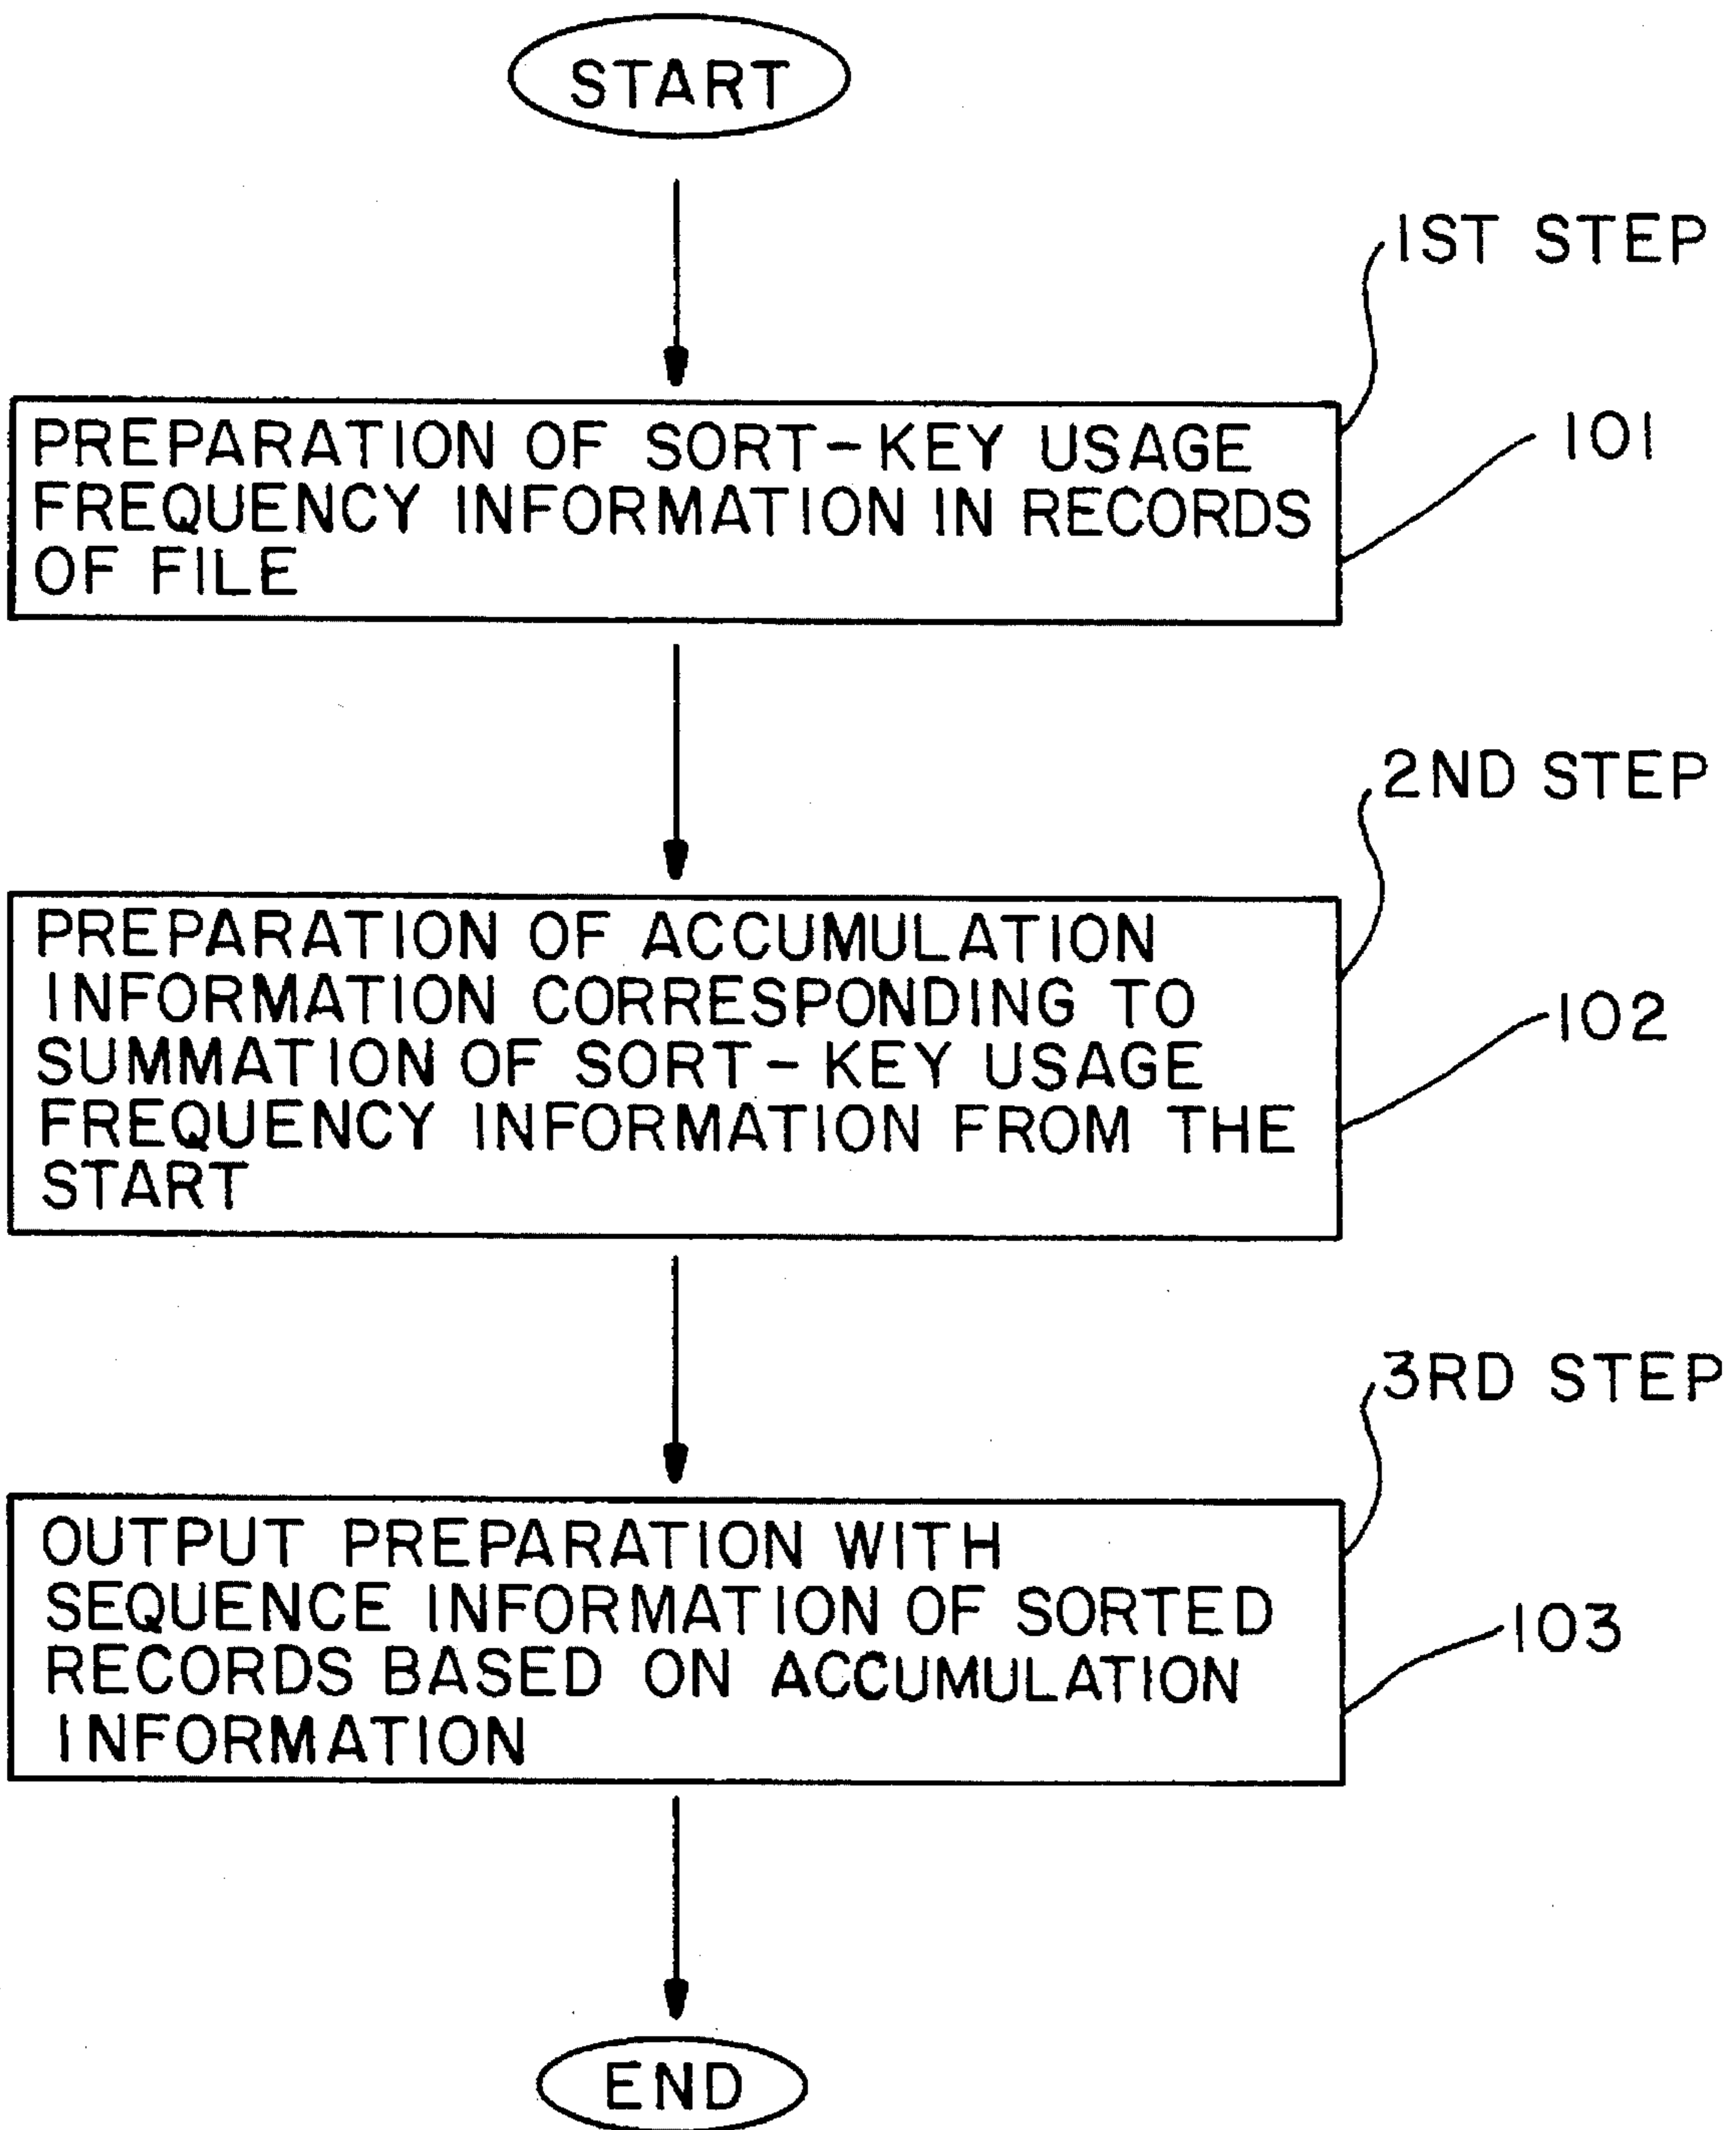 START
1ST STEP
101
PREPARATION OF SORT-KEY USAGE
FREQUENCY INFORMATION IN RECORDS
OF FILE
2ND STEP
102
PREPARATION OF ACCUMULATION
INFORMATION CORRESPONDING TO
SUMMATION OF SORT-KEY USAGE
FREQUENCY INFORMATION FROM THE
START
3RD STEP
103
OUTPUT PREPARATION WITH
SEQUENCE INFORMATION OF SORTED
RECORDS BASED ON ACCUMULATION
INFORMATION
END